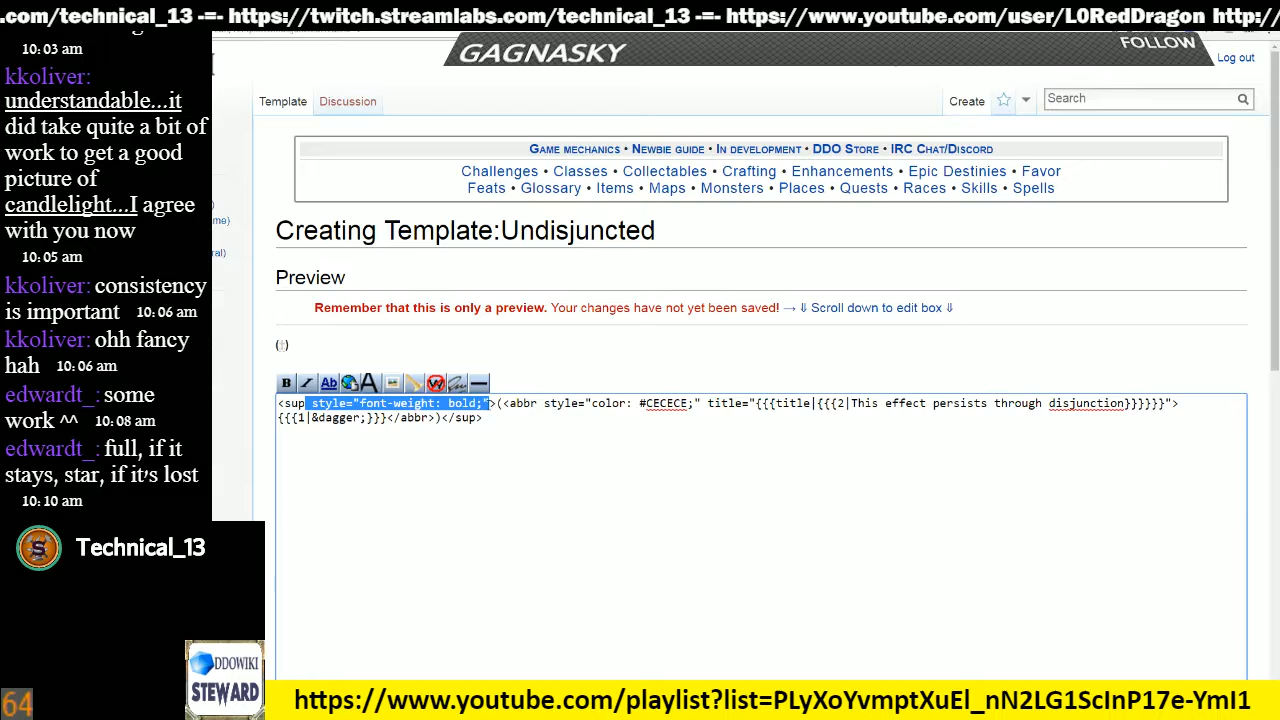 .com/technical_13 -=- https://twitch.streamlabs.com/technical_13 -=- https://www.youtube.com/user/L0RedDragon http:/
10:03 am
kkoliver:
understandable...it
did take quite a bit of
work to get a good
picture of
candlelight...I agree
with you now
10:05 am
kkoliver: consistency
is important 10:06 am
kkoliver: ohh fancy
hah 10:06 am
edwardt_: some
work ^^ 10:08 am
edwardt_: full, if it
stays, star, if it's lost
10:10 am
Technical_13
DDOWIKI
STEWARD
64
GAGNASKY
FOLLOW
Log out
Template
Discussion
Create
Search
Game mechanics • Newbie guide • In development • DDO Store • IRC Chat/Discord
Challenges • Classes • Collectables • Crafting • Enhancements • Epic Destinies • Favor
Feats • Glossary • Items • Maps • Monsters • Places • Quests • Races • Skills • Spells
me)
ral)
Creating Template:Undisjuncted
Preview
Remember that this is only a preview. Your changes have not yet been saved! → ⇓ Scroll down to edit box ⇓
(†)
B I Ab A W
<sup style="font-weight: bold;">(<abbr style="color: #CECECE;" title="{{{title|{{{2|This effect persists through disjunction}}}}}}">
{{{1|&dagger;}}}</abbr>)</sup>
https://www.youtube.com/playlist?list=PLyXoYvmptXuEl_nN2LG1ScInP17e-YmI1